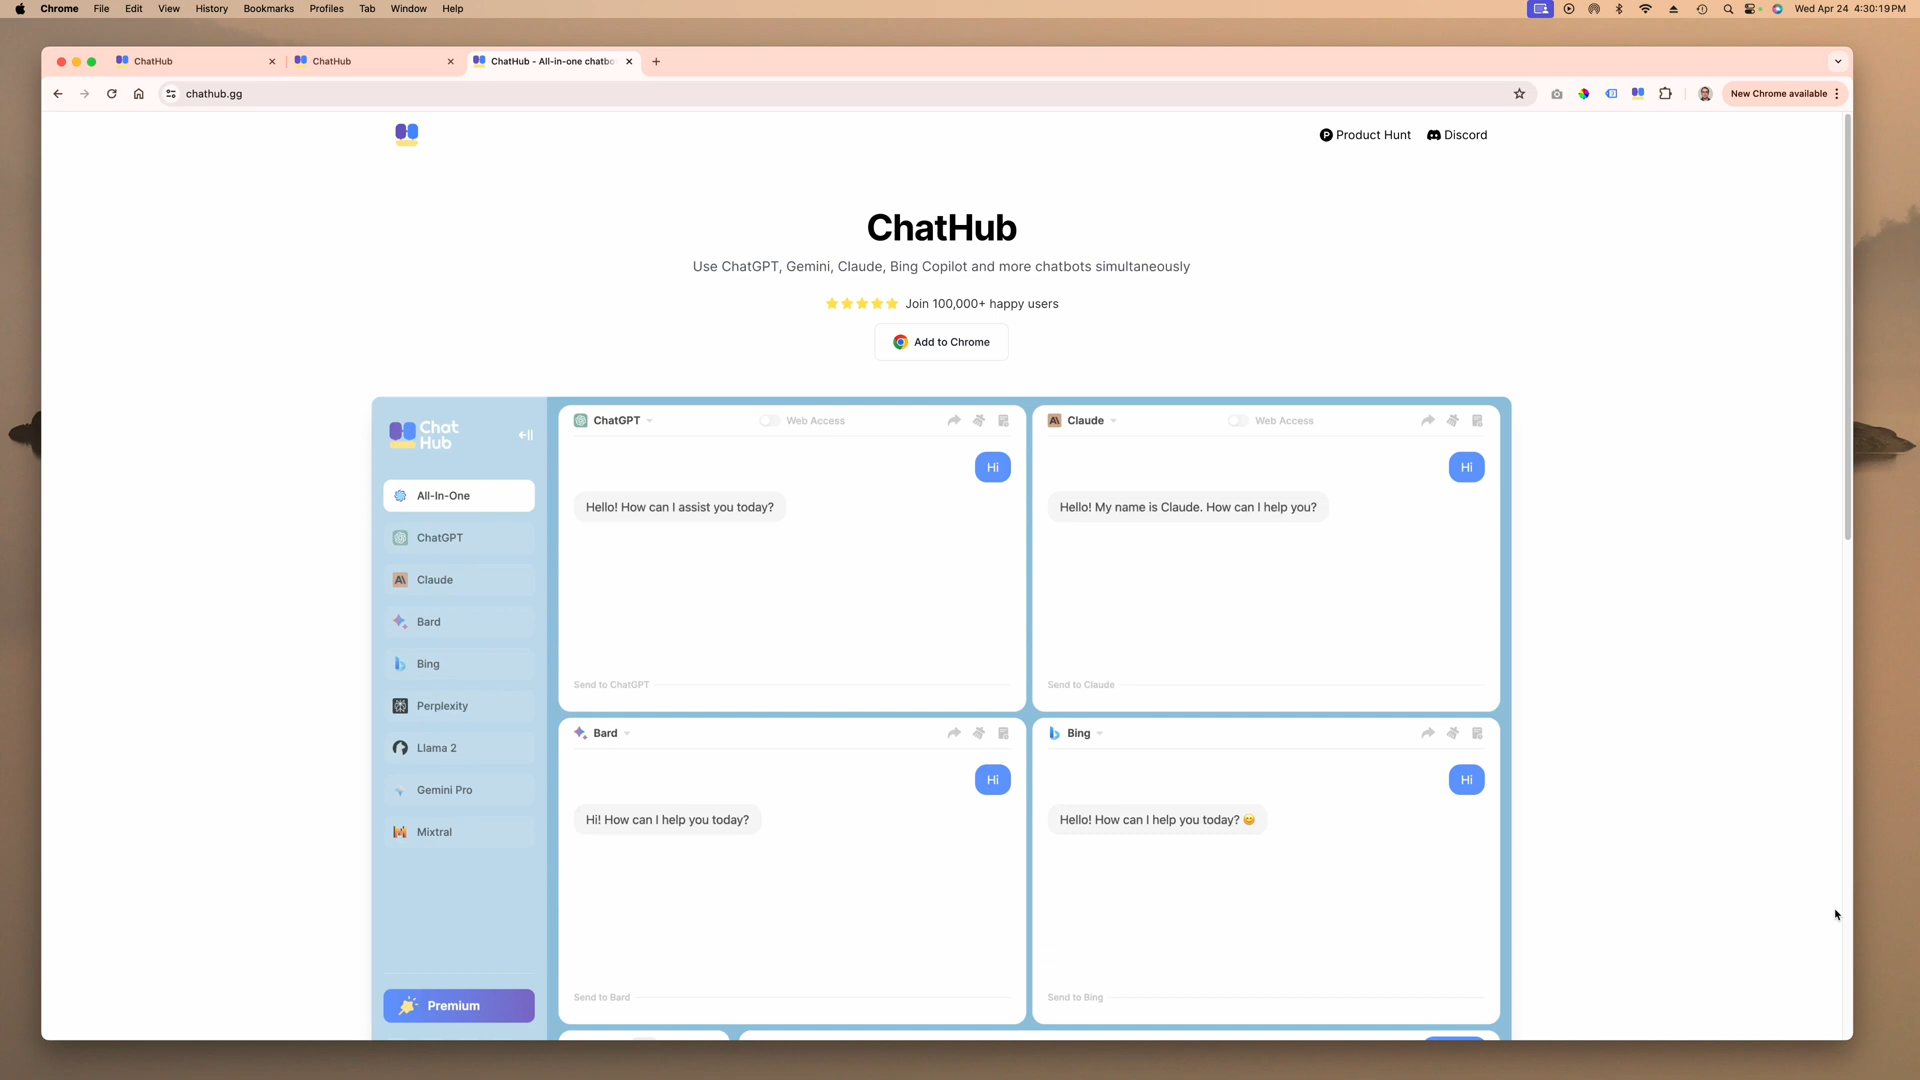 Chrome File Edit View History Bookmarks Profiles Tab Window Help Wed Apr 24 4:30:19 PM
ChatHub ChatHub ChatHub - All-in-one chatbo
chathub.gg New Chrome available
Product Hunt Discord
ChatHub
Use ChatGPT, Gemini, Claude, Bing Copilot and more chatbots simultaneously
Join 100,000+ happy users
Add to Chrome
Chat
Hub
All-In-One
ChatGPT
Claude
Bard
Bing
Perplexity
Llama 2
Gemini Pro
Mixtral
Premium
ChatGPT Web Access
Hi
Hello! How can I assist you today?
Send to ChatGPT
Claude Web Access
Hi
Hello! My name is Claude. How can I help you?
Send to Claude
Bard
Hi
Hi! How can I help you today?
Send to Bard
Bing
Hi
Hello! How can I help you today? 😊
Send to Bing